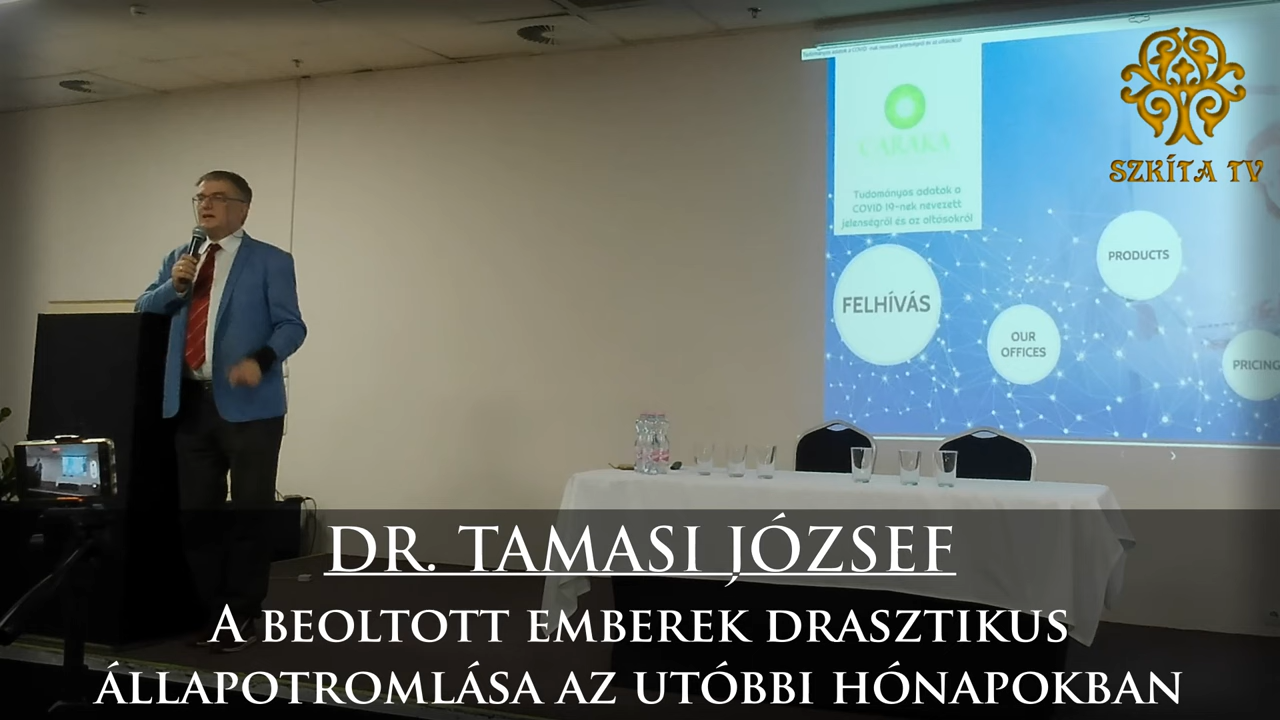 SZKÍTA TV
Tudományos adatok a
COVID 19-nek nevezett
jelenségről és az oltásokról
PRODUCTS
FELHÍVÁS
OUR
OFFICES
PRICING
DR. TAMASI JÓZSEF
A BEOLTOTT EMBEREK DRASZTIKUS
ÁLLAPOTROMLÁSA AZ UTÓBBI HÓNAPOKBAN